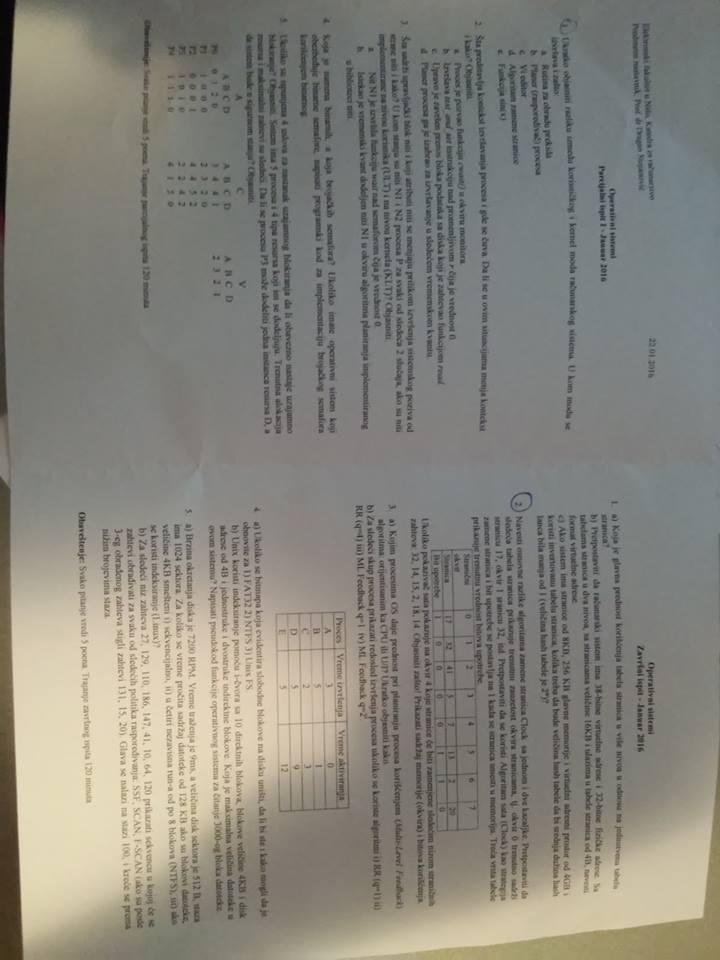 Elektronski fakultet u Nišu, Katedra za računarstvo
Predmetni nastavnik: Prof. dr Dragan Stojanović
22.01.2016
Operativni sistemi
Parcijalni ispit I - Januar 2016
1. Ukratko objasniti razliku između korisničkog i kernel moda računarskog sistema. U kom modu se
izvršava i zašto:
a. Rutina za obradu prekida
b. Planer (raspoređivač) procesa
c. Vi editor
d. Algoritam zamene stranice
e. Funkcija sin(x)
2. Šta predstavlja kontekst izvršavanja procesa i gde se čuva. Da li se u ovim situacijama menja kontekst
i kako? Objasniti.
a. Proces je pozvao funkciju cwait() u okviru monitora.
b. Izvršava test_and_set instrukciju nad promenljivom r čija je vrednost 0.
c. Upravo je završen prenos bloka podataka sa diska koji je zahtevao funkcijom read.
d. Planer procesa ga je izabrao za izvršavanje u sledećem vremenskom kvantu.
3. Šta sadrži upravljački blok niti i koji atributi niti se menjaju prilikom izvršenja sistemskog poziva od
strane niti i kako? U kom stanju su niti N1 i N2 procesa P za svaki od sledeća 2 slučaja, ako su niti
implementirane na nivou korisnika (ULT) i na nivou kernela (KLT)? Objasniti.
a. Nit N1 je izvršila funkciju wait nad semaforom čija je vrednost 0.
b. Istekao je vremenski kvant dodeljen niti N1 u okviru algoritma planiranja implementiranog
u biblioteci niti.
4. Koja je namena binarnih, a koja brojačkih semafora? Ukoliko imate operativni sistem koji
obezbeđuje binarne semafore, napisati programski kod za implementaciju brojačkog semafora
korišćenjem binarnog.
5. Ukoliko su ispunjena 4 uslova za nastanak uzajamnog blokiranja da li obavezno nastaje uzajamno
blokiranje? Objasniti. Sistem ima 5 procesa i 4 tipa resursa koji im se dodeljuju. Trenutna alokacija
resursa i maksimalni zahtevi su sledeći. Da li se procesu P3 može dodeliti jedna instanca resursa D, a
da sistem bude u sigurnom stanju? Objasniti.
A C V
A B C D A B C D A B C D
P0 0 1 2 0 3 4 4 1 2 3 2 1
P1 1 0 0 0 2 3 2 0
P2 0 0 0 1 4 4 5 2
P3 1 0 1 0 2 2 4 2
P4 1 1 1 0 4 1 5 0
Obaveštenje: Svako pitanje vredi 5 poena. Trajanje parcijalnog ispita 120 minuta
Operativni sistemi
Završni ispit - Januar 2016
1. a) Koja je glavna prednost korišćenja tabela stranica u više nivoa u odnosu na jedinstvenu tabelu
stranica?
b) Pretpostaviti da računarski sistem ima 38-bitne virtuelne adrese i 32-bitne fizičke adrese. Sa
tabelama stranica u dva nivoa, sa stranicama veličine 16KB i ulazima u tabele stranica od 4B, navesti
format virtuelne adrese.
c) Ako sistem ima stranice od 8KB, 256 KB glavne memorije i virtuelni adresni prostor od 4GB i
koristi invertovanu tabelu stranica, kolika treba da bude veličina hash tabele da bi srednja dužina hash
lanca bila manja od 1 (veličina hash tabele je 2ⁿ)?
2. Navesti osnovne razlike algoritama zamene stranica Clock sa jednom i dve kazaljke. Pretpostaviti da
sledeća tabela stranica prikazuje trenutnu zauzetost okvira stranicama, tj. okvir 0 trenutno sadrži
stranicu 17, okvir 1 stranicu 32, itd. Pretpostaviti da se koristi Algoritam sata (Clock) kao strategija
zamene stranica i bit upotrebe se postavlja na 1 kada se stranica smesti u memoriju. Treća vrsta tabele
prikazuje trenutnu vrednost bitova upotrebe.
Stranični okvir 0 1 2 3 4 5 6 7
Stranica 17 32 41 5 7 13 2 20
Bit upotrebe 1 0 0 0 0 1 1 0
Ukoliko pokazivač sata pokazuje na okvir 4 koje stranice će biti zamenjene sledećim nizom straničnih
zahteva: 32, 14, 15, 2, 18, 14. Objasniti zašto! Prikazati sadržaj memorije (okvira) i bitova korišćenja.
3. a) Kojim procesima OS daje prednost pri planiranju procesa korišćenjem (Multi-Level Feedback)
algoritma: orijentisanim ka CPU ili U/I? Ukratko objasniti kako.
b) Za sledeći skup procesa prikazati redosled izvršenja procesa ukoliko se koriste algoritmi i) RR (q=1) ii)
RR (q=4) iii) ML Feedback q=1 iv) ML Feedback q=2ⁱ.
Proces Vreme izvršenja Vreme aktiviranja
A 3 0
B 5 1
C 2 3
D 5 9
E 5 12
4. a) Ukoliko se bitmapa koja evidentira slobodne blokove na disku uništi, da li bi ste i kako mogli da je
obnovite za 1) FAT32 2) NTFS 3) Unix FS.
b) Unix koristi indeksiranje pomoću i-čvora sa 10 direktnih blokova, blokove veličine 4KB i disk
adrese od 4B i jednostruke i dvostruke indirektne blokove. Koja je maksimalna veličina datoteke u
ovom sistemu? Napisati pseudokod funkcije operativnog sistema za čitanje 3000-og bloka datoteke.
5. a) Brzina okretanja diska je 7200 RPM. Vreme traženja je 9ms, a veličina disk sektora je 512 B, staza
ima 1024 sektora. Za koliko se vreme pročita sadržaj datoteke od 128 KB ako su blokovi datoteke,
veličine 4KB smešteni i) sekvencijalno, ii) u četiri nezavisna run-a od po 8 blokova (NTFS), iii) ako
se koristi indeksiranje (Linux)?
b) Za sledeći niz zahteva 27, 129, 110, 186, 147, 41, 10, 64, 120 prikazati sekvencu u kojoj će se
zahtevi obrađivati za svaku od sledećih politika raspoređivanja: SSF, SCAN, F-SCAN (ako su posle
3-eg obrađenog zahteva stigli zahtevi 131, 15, 20). Glava se nalazi na stazi 100, i kreće se prema
nižim brojevima staza.
Obaveštenje: Svako pitanje vredi 5 poena. Trajanje završnog ispita 120 minuta